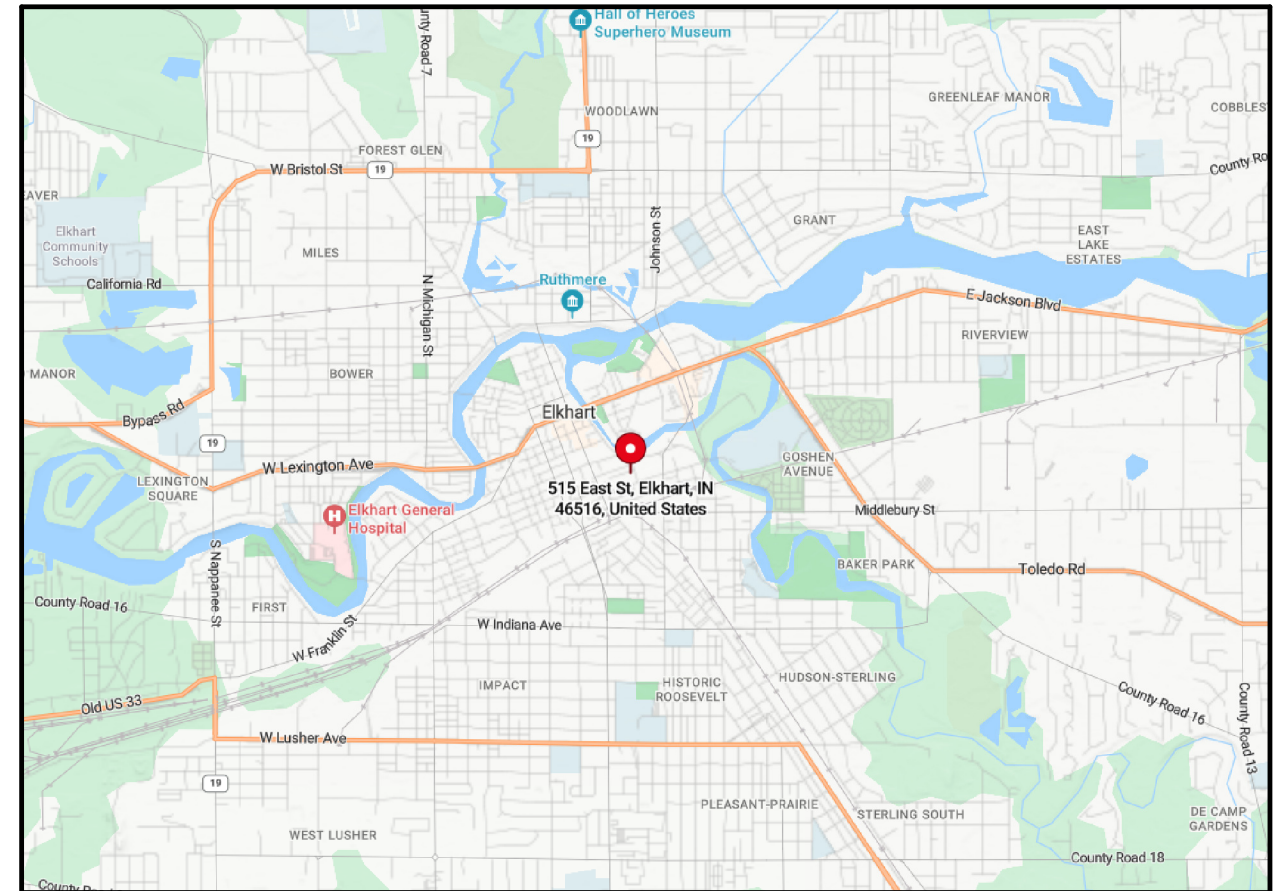 Hall of Heroes
Superhero Museum
unty Road 7
WOODLAWN
GREENLEAF MANOR
COBBLES
19
FOREST GLEN
W Bristol St
19
County Ro
EAVER
Elkhart
Community
Schools
MILES
Johnson St
GRANT
EAST
LAKE
ESTATES
California Rd
N Michigan St
Ruthmere
E Jackson Blvd
RIVERVIEW
MANOR
BOWER
Bypass Rd
Elkhart
19
W Lexington Ave
LEXINGTON
SQUARE
GOSHEN
AVENUE
515 East St, Elkhart, IN
46516, United States
Elkhart General
Hospital
H
Middlebury St
S Nappanee St
BAKER PARK
Toledo Rd
County Road 16
FIRST
W Franklin St
W Indiana Ave
IMPACT
HISTORIC
ROOSEVELT
HUDSON-STERLING
County Road 16
County Road 13
Old US 33
W Lusher Ave
19
PLEASANT-PRAIRIE
STERLING SOUTH
DE CAMP
GARDENS
WEST LUSHER
County Road 18
County